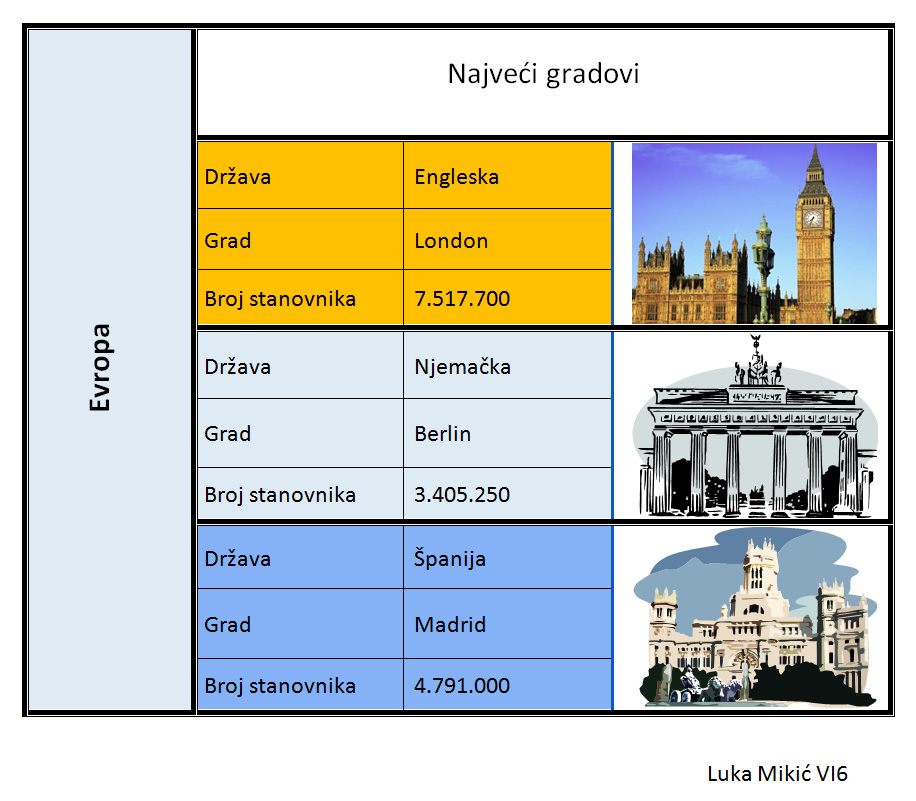 Najveći gradovi
Evropa
Država Engleska
Grad London
Broj stanovnika 7.517.700
Država Njemačka
Grad Berlin
Broj stanovnika 3.405.250
Država Španija
Grad Madrid
Broj stanovnika 4.791.000
Luka Mikić VI6